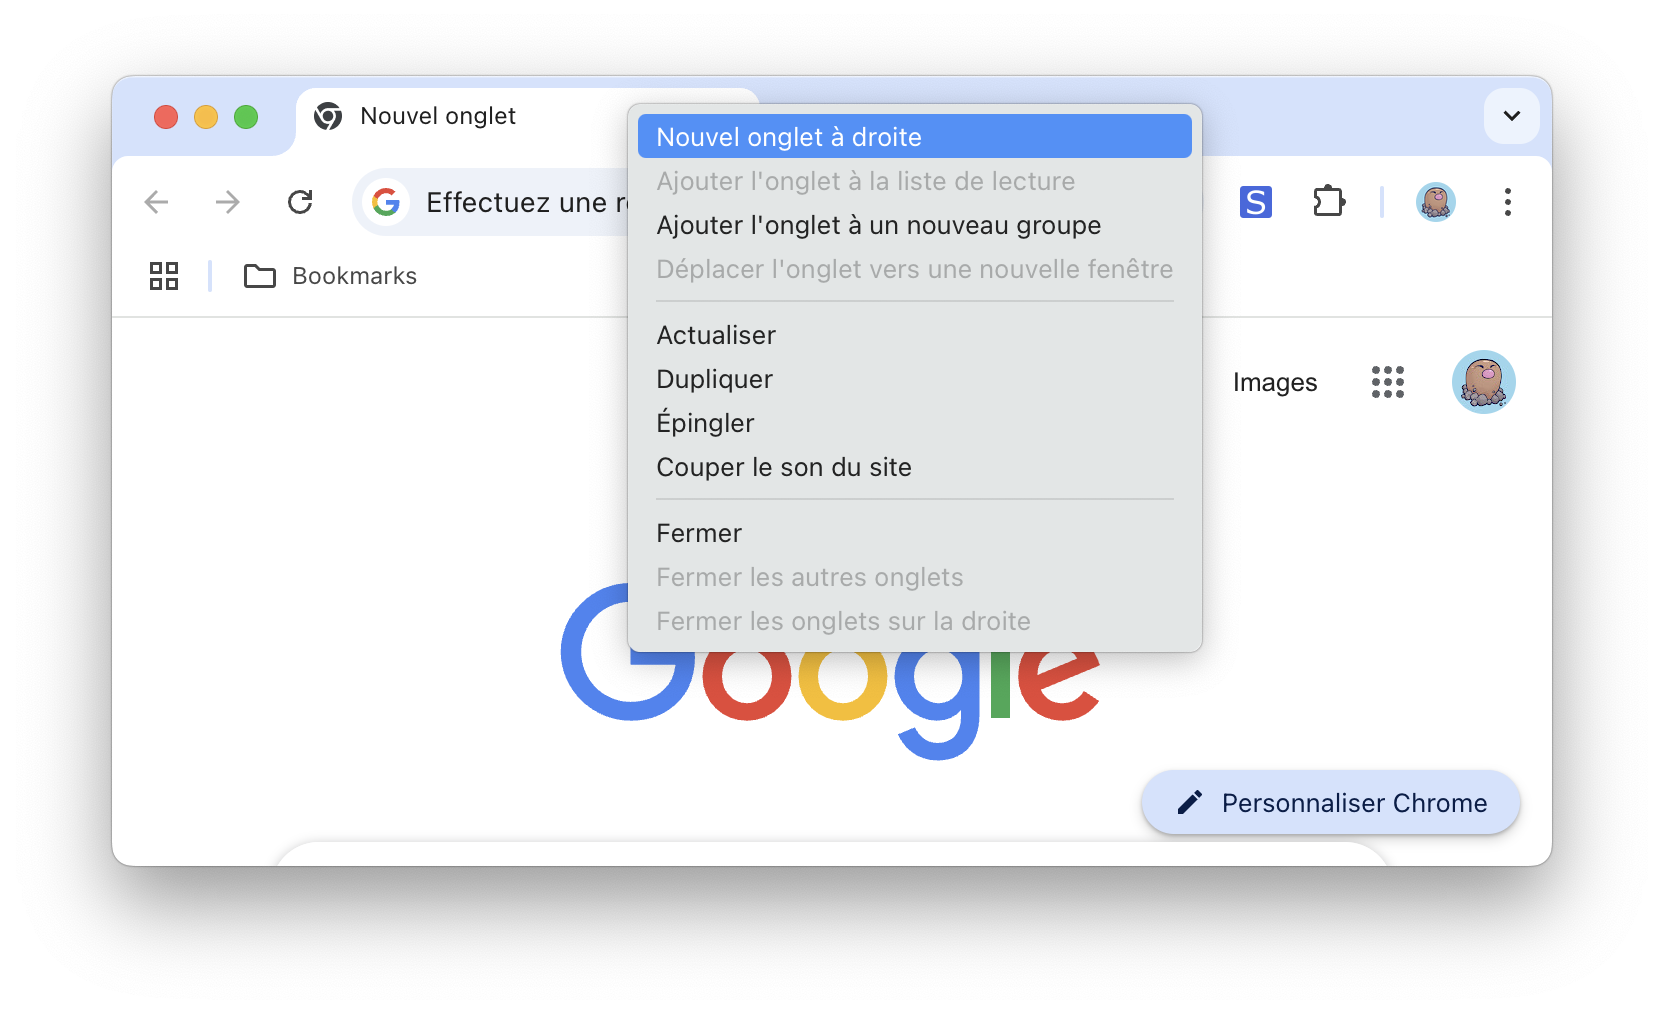 Nouvel onglet
Nouvel onglet à droite
Ajouter l'onglet à la liste de lecture
Effectuez une
S
Ajouter l'onglet à un nouveau groupe
Déplacer l'onglet vers une nouvelle fenêtre
Bookmarks
Actualiser
Dupliquer
Images
Épingler
Couper le son du site
Fermer
Fermer les autres onglets
Fermer les onglets sur la droite
Google
Personnaliser Chrome